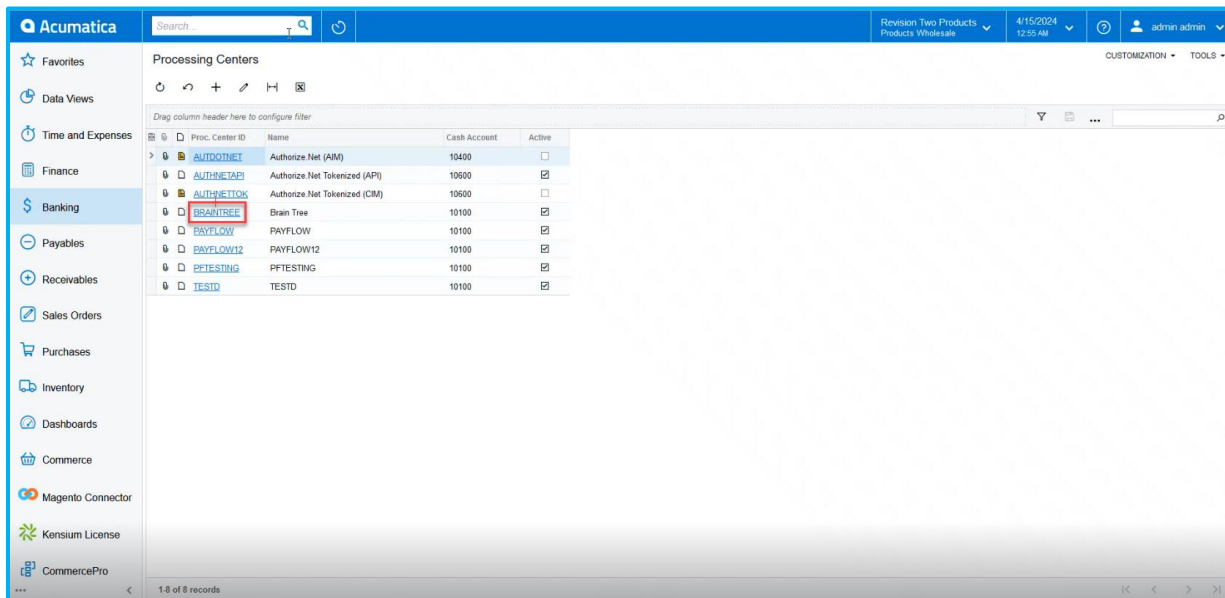 Acumatica
Search...
Revision Two Products
Products Wholesale
4/15/2024
12:55 AM
admin admin
Favorites
Data Views
Time and Expenses
Finance
Banking
Payables
Receivables
Sales Orders
Purchases
Inventory
Dashboards
Commerce
Magento Connector
Kensium License
CommercePro
Processing Centers
CUSTOMIZATION
TOOLS
Drag column header here to configure filter
Proc. Center ID Name Cash Account Active
AUTDOTNET Authorize.Net (AIM) 10400
AUTHNETAPI Authorize.Net Tokenized (API) 10600
AUTHNETTOK Authorize.Net Tokenized (CIM) 10600
BRAINTREE Brain Tree 10100
PAYFLOW PAYFLOW 10100
PAYFLOW12 PAYFLOW12 10100
PFTESTING PFTESTING 10100
TESTD TESTD 10100
1-8 of 8 records